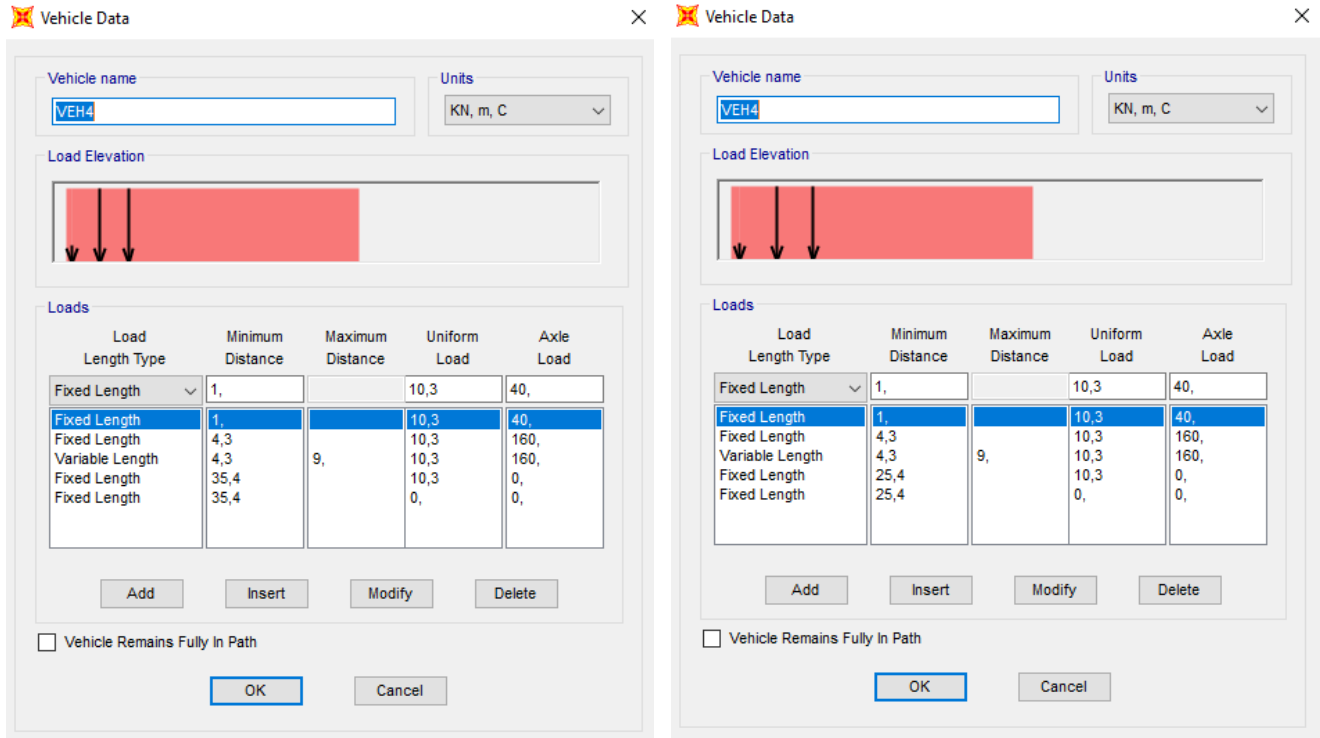 Vehicle Data
Vehicle name
Units
VEH4
KN, m, C
Load Elevation
Loads
Load Length Type Minimum Distance Maximum Distance Uniform Load Axle Load
Fixed Length 1, 10,3 40,
Fixed Length 1, 10,3 40,
Fixed Length 4,3 10,3 160,
Variable Length 4,3 9, 10,3 160,
Fixed Length 35,4 10,3 0,
Fixed Length 35,4 0, 0,
Add Insert Modify Delete
Vehicle Remains Fully In Path
OK Cancel
Vehicle Data
Vehicle name
Units
VEH4
KN, m, C
Load Elevation
Loads
Load Length Type Minimum Distance Maximum Distance Uniform Load Axle Load
Fixed Length 1, 10,3 40,
Fixed Length 1, 10,3 40,
Fixed Length 4,3 10,3 160,
Variable Length 4,3 9, 10,3 160,
Fixed Length 25,4 10,3 0,
Fixed Length 25,4 0, 0,
Add Insert Modify Delete
Vehicle Remains Fully In Path
OK Cancel